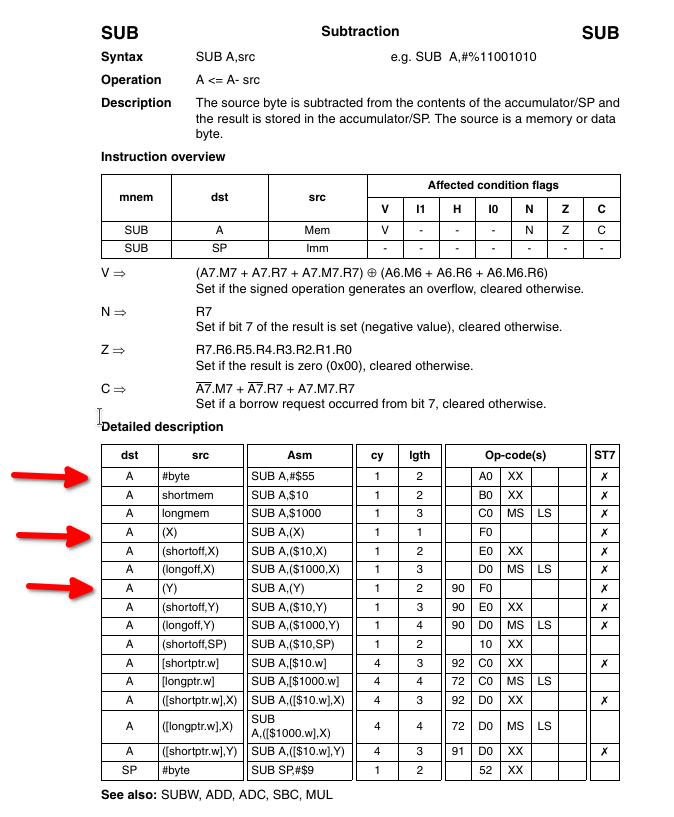 SUB Subtraction SUB
Syntax SUB A,src e.g. SUB A,#%11001010
Operation A <= A- src
Description The source byte is subtracted from the contents of the accumulator/SP and
the result is stored in the accumulator/SP. The source is a memory or data
byte.
Instruction overview
mnem dst src Affected condition flags
V I1 H I0 N Z C
SUB A Mem V - - - N Z C
SUB SP Imm - - - - - - -
V ⇒ (A7.M7 + A7.R7 + A7.M7.R7) ⊕ (A6.M6 + A6.R6 + A6.M6.R6)
Set if the signed operation generates an overflow, cleared otherwise.
N ⇒ R7
Set if bit 7 of the result is set (negative value), cleared otherwise.
Z ⇒ R7.R6.R5.R4.R3.R2.R1.R0
Set if the result is zero (0x00), cleared otherwise.
C ⇒ A̅7̅.M7 + A̅7̅.R7 + A7.M7.R7
Set if a borrow request occurred from bit 7, cleared otherwise.
Detailed description
dst src Asm cy lgth Op-code(s) ST7
A #byte SUB A,#$55 1 2 A0 XX ✗
A shortmem SUB A,$10 1 2 B0 XX ✗
A longmem SUB A,$1000 1 3 C0 MS LS ✗
A (X) SUB A,(X) 1 1 F0 ✗
A (shortoff,X) SUB A,($10,X) 1 2 E0 XX ✗
A (longoff,X) SUB A,($1000,X) 1 3 D0 MS LS ✗
A (Y) SUB A,(Y) 1 2 90 F0 ✗
A (shortoff,Y) SUB A,($10,Y) 1 3 90 E0 XX ✗
A (longoff,Y) SUB A,($1000,Y) 1 4 90 D0 MS LS ✗
A (shortoff,SP) SUB A,($10,SP) 1 2 10 XX
A [shortptr.w] SUB A,[$10.w] 4 3 92 C0 XX ✗
A [longptr.w] SUB A,[$1000.w] 4 4 72 C0 MS LS
A ([shortptr.w],X) SUB A,([$10.w],X) 4 3 92 D0 XX ✗
A ([longptr.w],X) SUB
A,([$1000.w],X) 4 4 72 D0 MS LS
A ([shortptr.w],Y) SUB A,([$10.w],Y) 4 3 91 D0 XX ✗
SP #byte SUB SP,#$9 1 2 52 XX
See also: SUBW, ADD, ADC, SBC, MUL